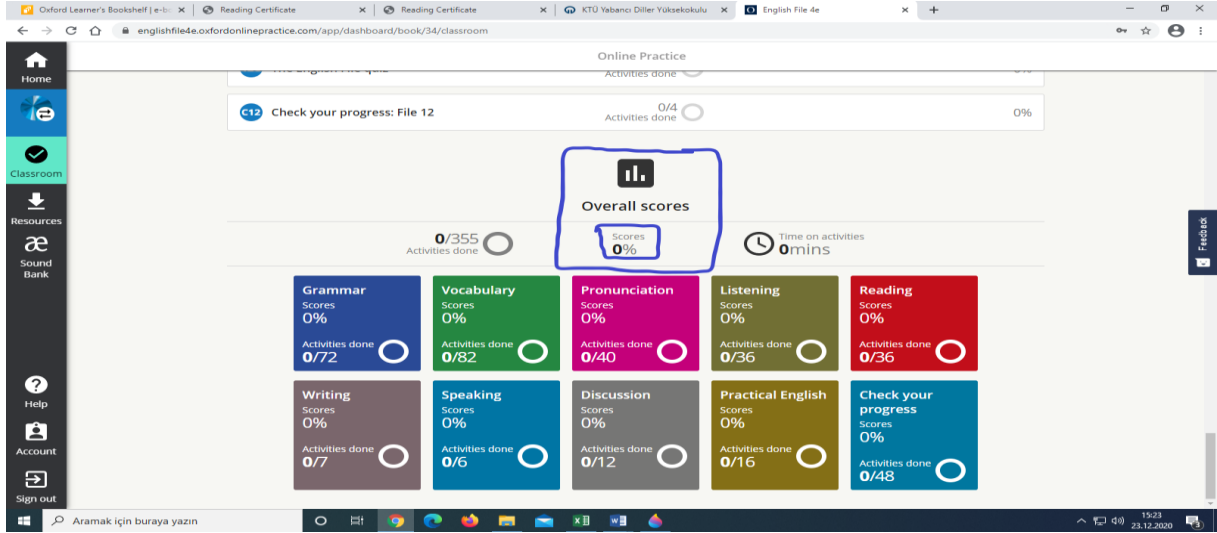 Oxford Learner's Bookshelf | e-b
Reading Certificate
Reading Certificate
KTÜ Yabancı Diller Yüksekokulu
English File 4e
englishfile4e.oxfordonlinepractice.com/app/dashboard/book/34/classroom
Home
Classroom
Resources
æ
Sound
Bank
Help
Account
Sign out
Online Practice
The English File quiz
Activities done
0%
C12 Check your progress: File 12
0/4
Activities done
0%
Overall scores
0/355
Activities done
Scores
0%
Time on activities
0mins
Grammar
Scores
0%
Activities done
0/72
Vocabulary
Scores
0%
Activities done
0/82
Pronunciation
Scores
0%
Activities done
0/40
Listening
Scores
0%
Activities done
0/36
Reading
Scores
0%
Activities done
0/36
Writing
Scores
0%
Activities done
0/7
Speaking
Scores
0%
Activities done
0/6
Discussion
Scores
0%
Activities done
0/12
Practical English
Scores
0%
Activities done
0/16
Check your
progress
Scores
0%
Activities done
0/48
Feedback
Aramak için buraya yazın
15:23
23.12.2020